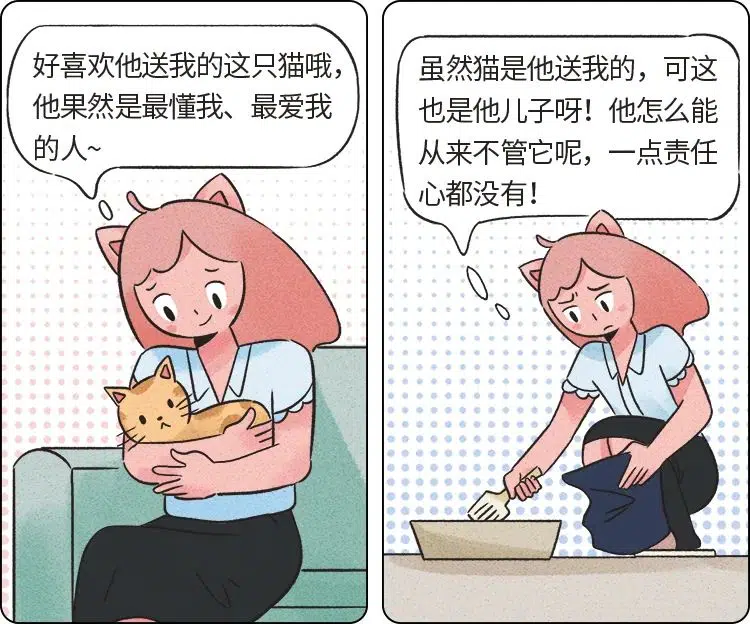 好喜欢他送我的这只猫哦，
他果然是最懂我、最爱我
的人~
虽然猫是他送我的，可这
也是他儿子呀！他怎么能
从来不管它呢，一点责任
心都没有！